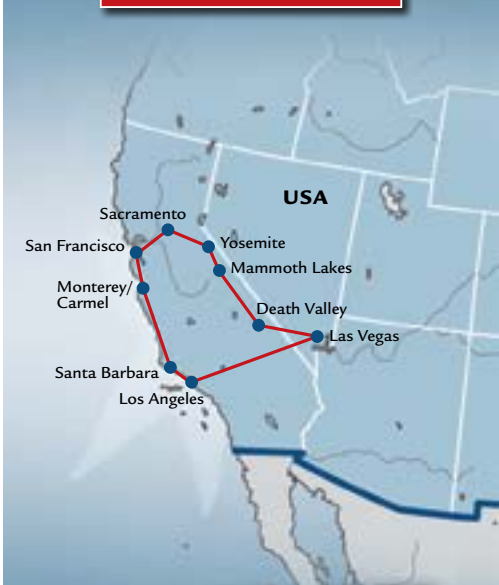 USA
Sacramento
San Francisco
Yosemite
Mammoth Lakes
Monterey/
Carmel
Death Valley
Las Vegas
Santa Barbara
Los Angeles